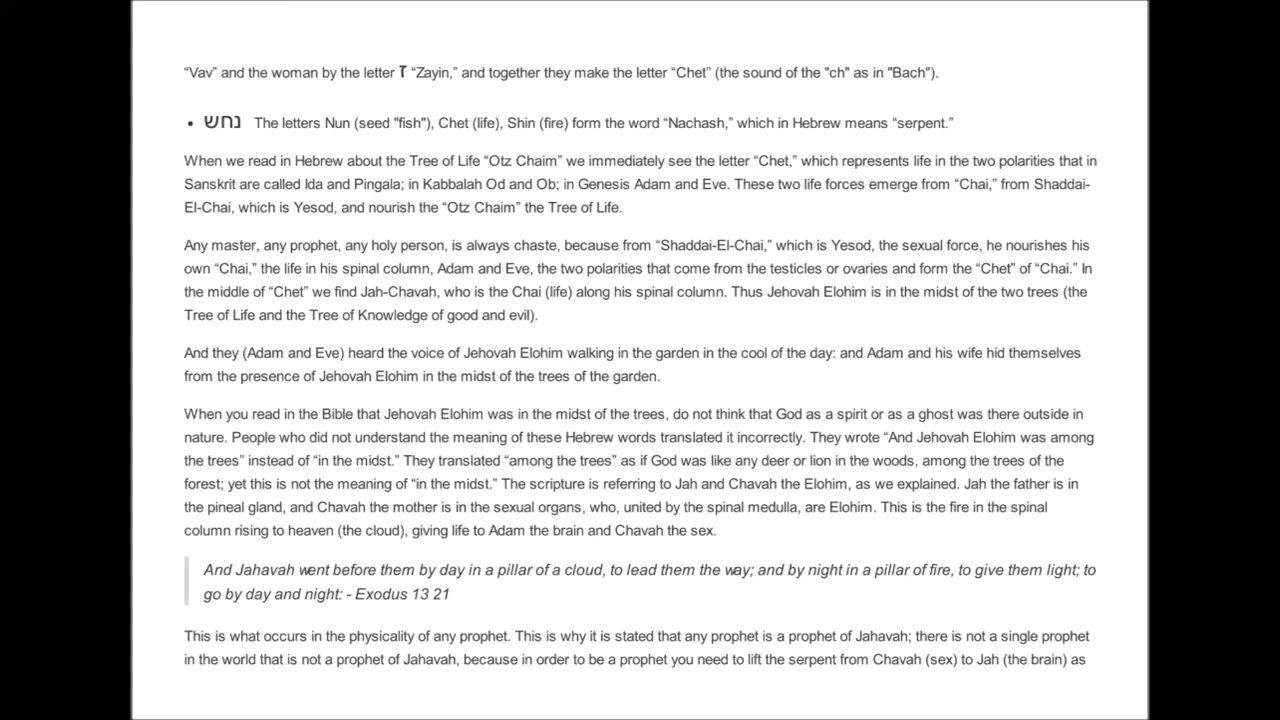 “Vav” and the woman by the letter ז “Zayin,” and together they make the letter “Chet” (the sound of the "ch" as in "Bach").
• נחש The letters Nun (seed "fish"), Chet (life), Shin (fire) form the word “Nachash,” which in Hebrew means “serpent.”
When we read in Hebrew about the Tree of Life “Otz Chaim” we immediately see the letter “Chet,” which represents life in the two polarities that in
Sanskrit are called Ida and Pingala; in Kabbalah Od and Ob; in Genesis Adam and Eve. These two life forces emerge from “Chai,” from Shaddai-
El-Chai, which is Yesod, and nourish the “Otz Chaim” the Tree of Life.
Any master, any prophet, any holy person, is always chaste, because from “Shaddai-El-Chai,” which is Yesod, the sexual force, he nourishes his
own “Chai,” the life in his spinal column, Adam and Eve, the two polarities that come from the testicles or ovaries and form the “Chet” of “Chai.” In
the middle of “Chet” we find Jah-Chavah, who is the Chai (life) along his spinal column. Thus Jehovah Elohim is in the midst of the two trees (the
Tree of Life and the Tree of Knowledge of good and evil).
And they (Adam and Eve) heard the voice of Jehovah Elohim walking in the garden in the cool of the day: and Adam and his wife hid themselves
from the presence of Jehovah Elohim in the midst of the trees of the garden.
When you read in the Bible that Jehovah Elohim was in the midst of the trees, do not think that God as a spirit or as a ghost was there outside in
nature. People who did not understand the meaning of these Hebrew words translated it incorrectly. They wrote “And Jehovah Elohim was among
the trees” instead of “in the midst.” They translated “among the trees” as if God was like any deer or lion in the woods, among the trees of the
forest; yet this is not the meaning of “in the midst.” The scripture is referring to Jah and Chavah the Elohim, as we explained. Jah the father is in
the pineal gland, and Chavah the mother is in the sexual organs, who, united by the spinal medulla, are Elohim. This is the fire in the spinal
column rising to heaven (the cloud), giving life to Adam the brain and Chavah the sex.
And Jahavah went before them by day in a pillar of a cloud, to lead them the way; and by night in a pillar of fire, to give them light; to
go by day and night: - Exodus 13 21
This is what occurs in the physicality of any prophet. This is why it is stated that any prophet is a prophet of Jahavah; there is not a single prophet
in the world that is not a prophet of Jahavah, because in order to be a prophet you need to lift the serpent from Chavah (sex) to Jah (the brain) as